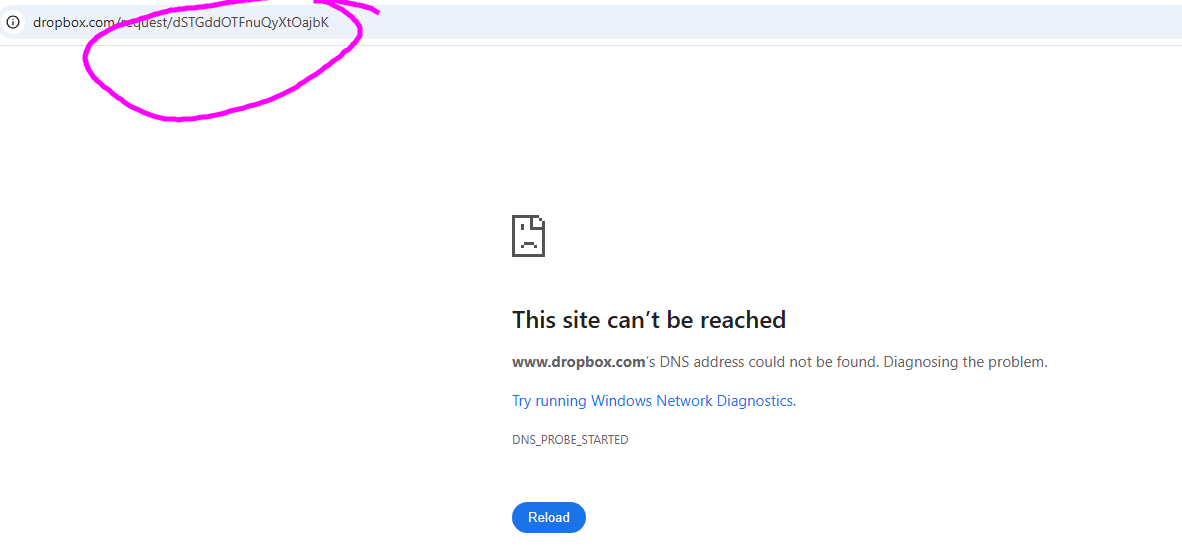 dropbox.com/request/dSTGddOTFnuQyXtOajbK
This site can’t be reached
www.dropbox.com’s DNS address could not be found. Diagnosing the problem.
Try running Windows Network Diagnostics.
DNS_PROBE_STARTED
Reload